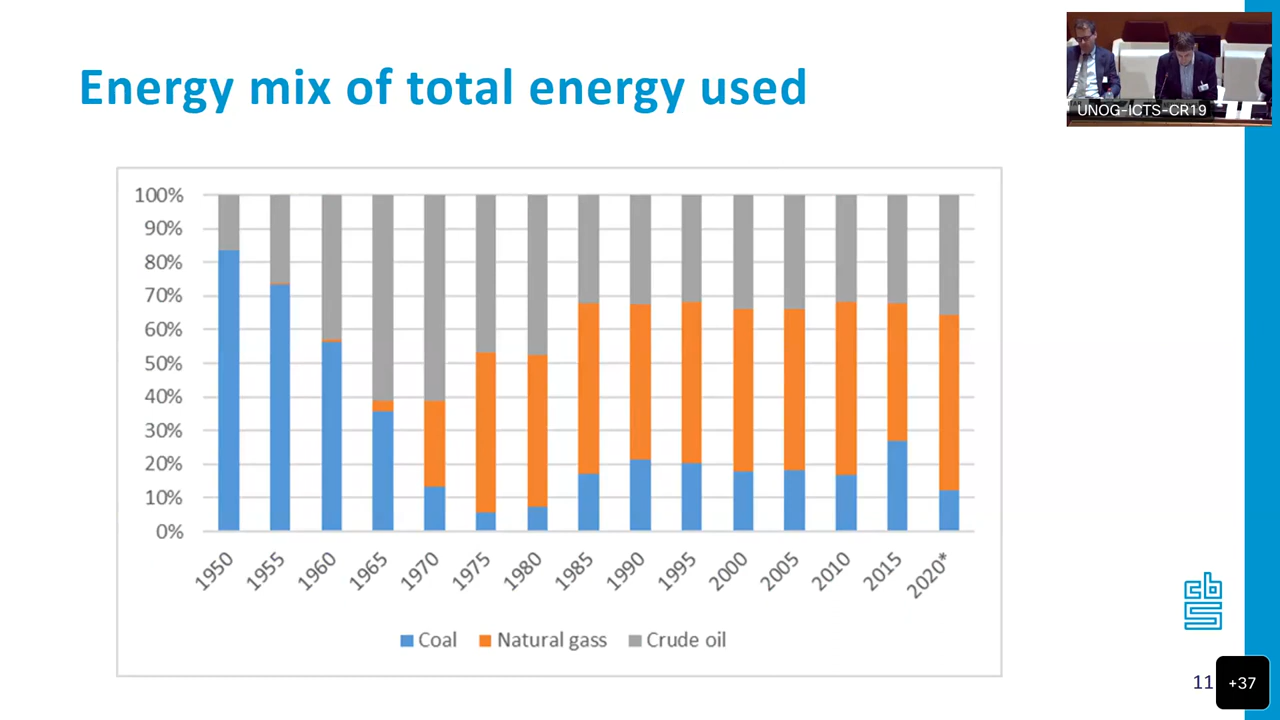 Energy mix of total energy used
UNOG-ICTS-CR19
100%
90%
80%
70%
60%
50%
40%
30%
20%
10%
0%
1950 1955 1960 1965 1970 1975 1980 1985 1990 1995 2000 2005 2010 2015 2020*
Coal Natural gass Crude oil
cbs
11
+37